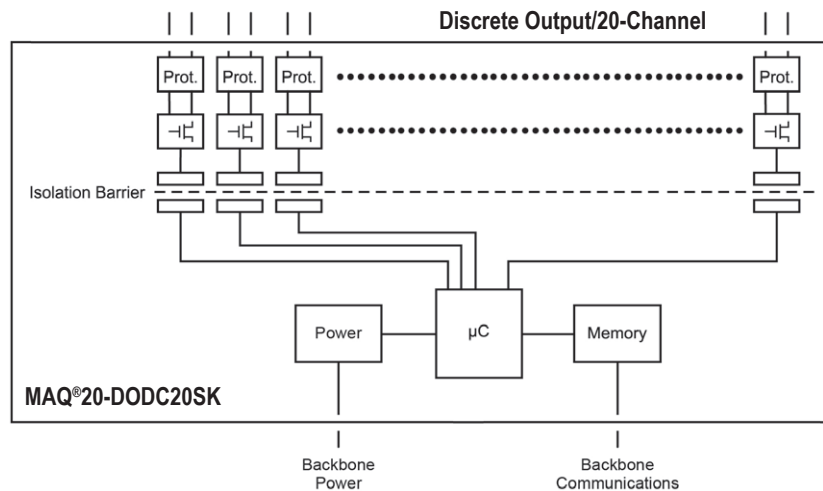 Discrete Output/20-Channel
Prot. Prot. Prot. Prot.
Isolation Barrier
Power µC Memory
MAQ®20-DODC20SK
Backbone Power
Backbone Communications